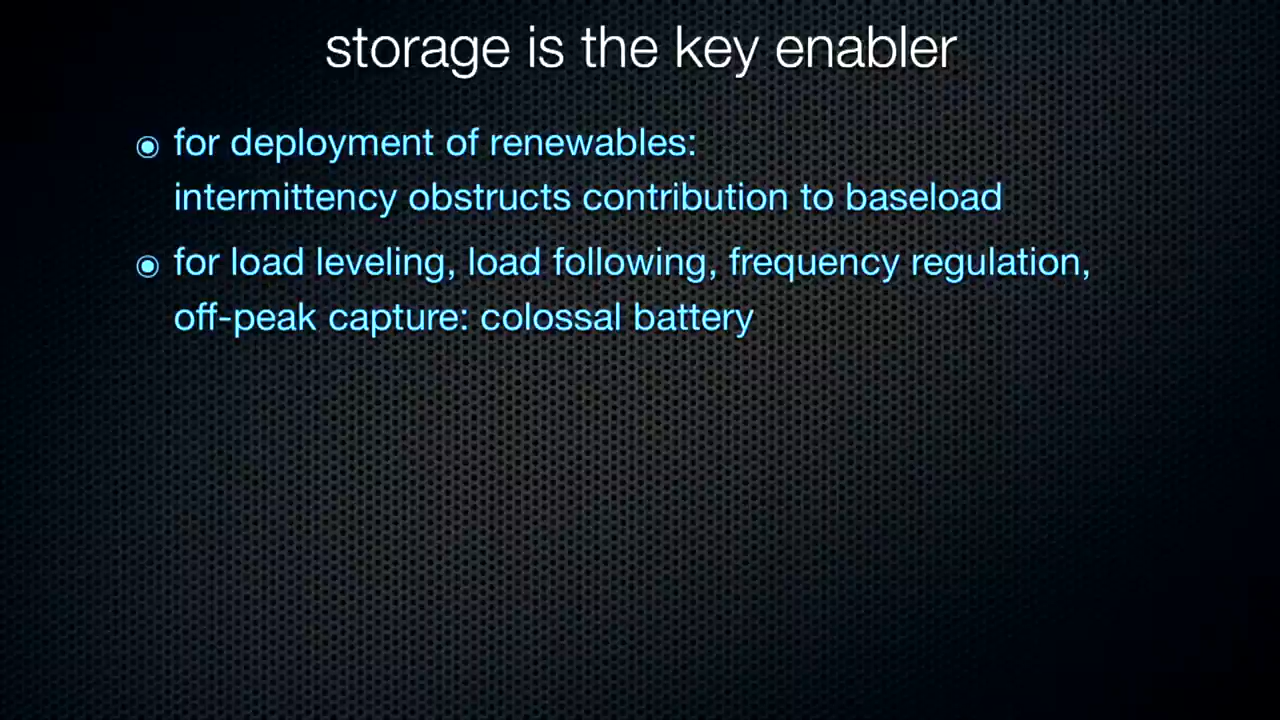 storage is the key enabler
for deployment of renewables:
intermittency obstructs contribution to baseload
for load leveling, load following, frequency regulation,
off-peak capture: colossal battery